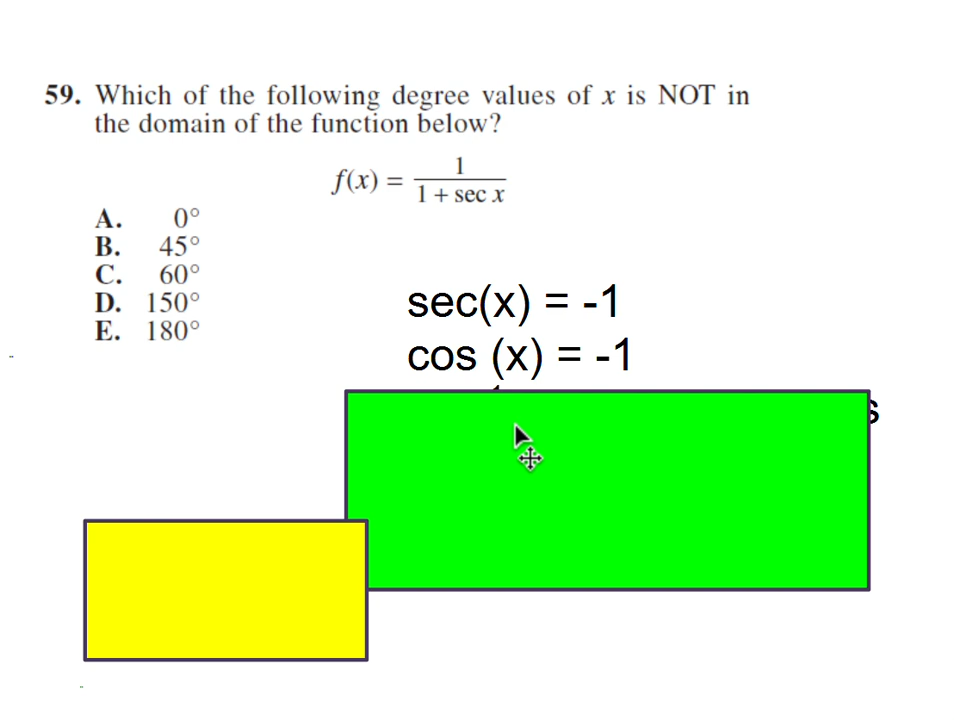 59. Which of the following degree values of x is NOT in
the domain of the function below?
f(x) = 1 / (1 + sec x)
A. 0°
B. 45°
C. 60°
D. 150°
E. 180°
sec(x) = -1
cos (x) = -1